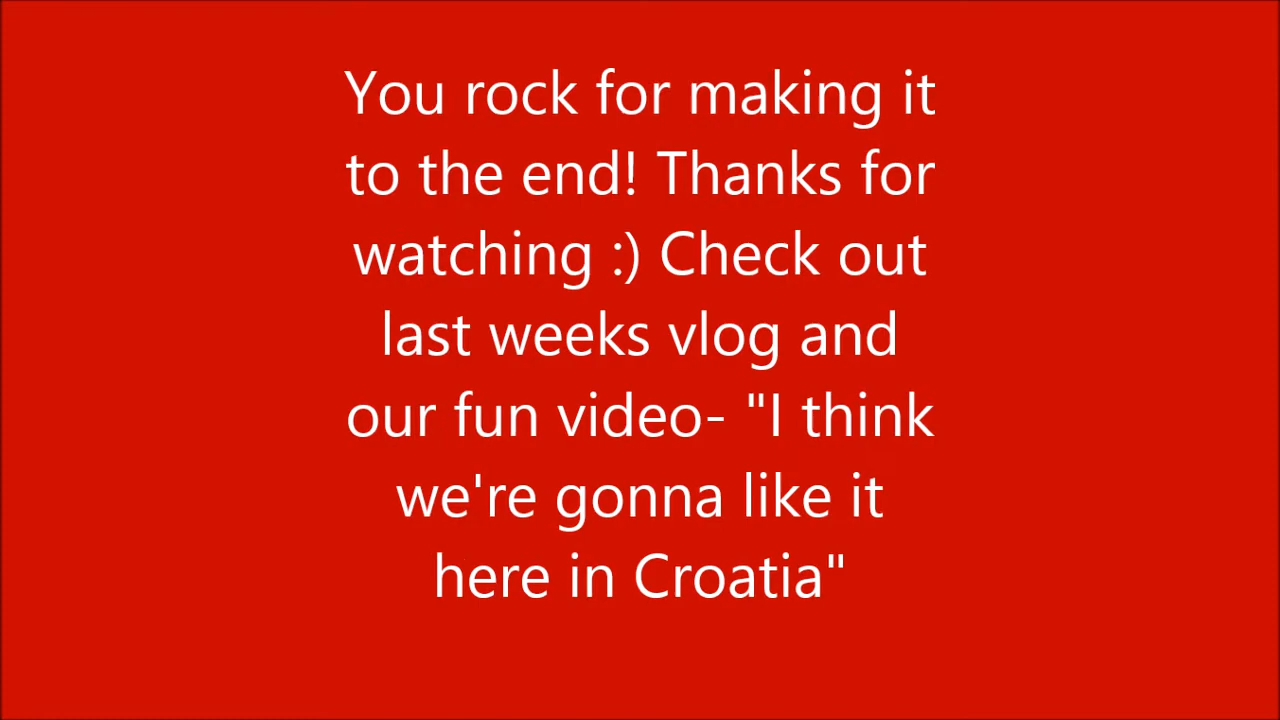 You rock for making it
to the end! Thanks for
watching :) Check out
last weeks vlog and
our fun video- "I think
we're gonna like it
here in Croatia"